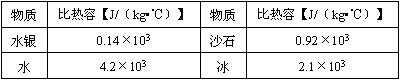 物质 比热容【J/（kg•℃）】 物质 比热容【J/（kg•℃）】
水银 0.14×10³ 沙石 0.92×10³
水 4.2×10³ 冰 2.1×10³